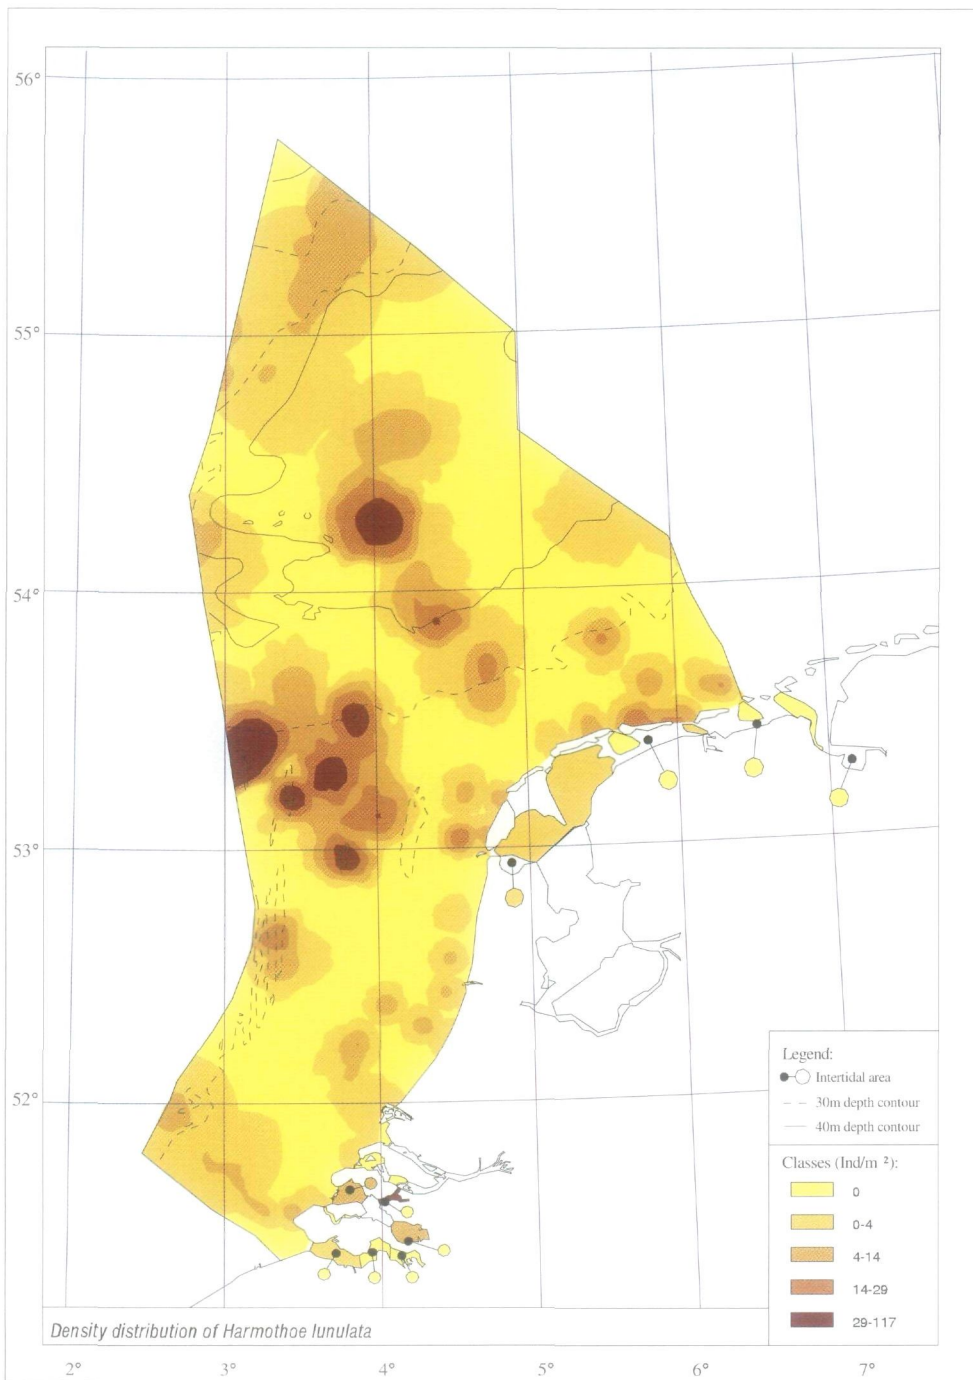 56°
55°
54°
53°
52°
Legend:
Intertidal area
30m depth contour
40m depth contour
Classes (Ind/m ²):
0
0-4
4-14
14-29
29-117
Density distribution of Harmothoe lunulata
2°
3°
4°
5°
6°
7°